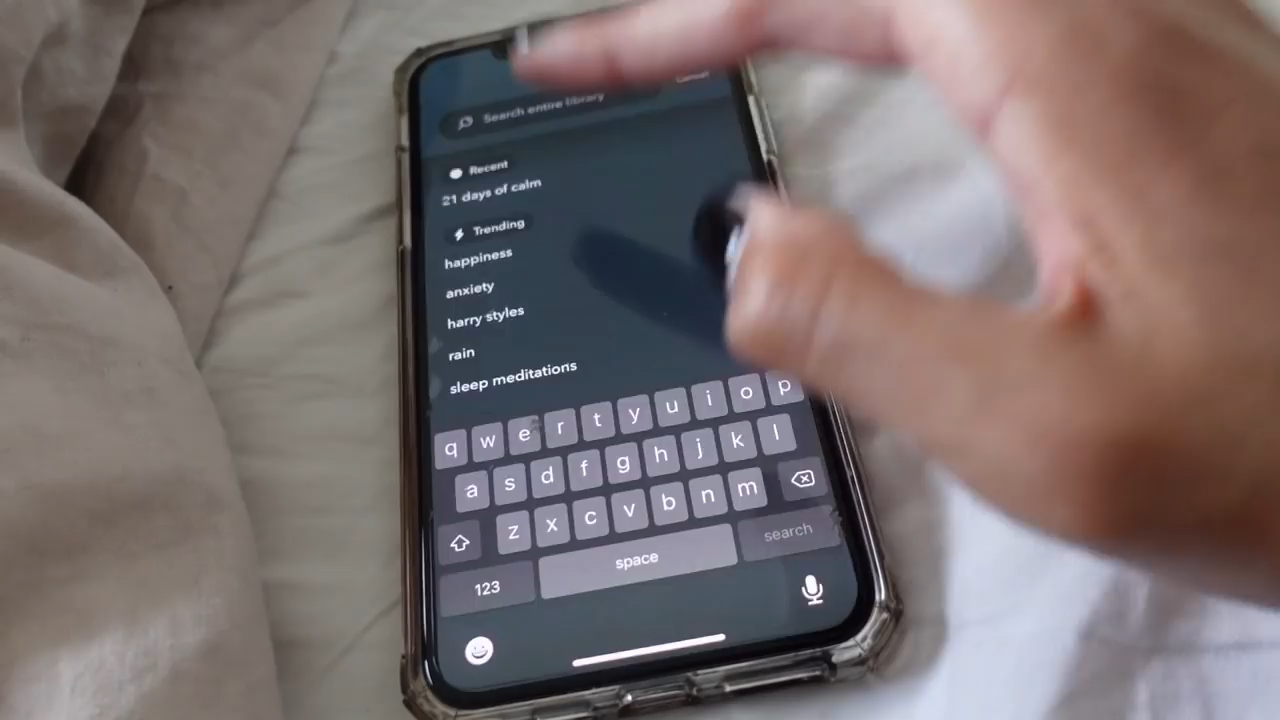 Search entire library
Recent
21 days of calm
Trending
happiness
anxiety
harry styles
rain
sleep meditations
q w e r t y u i o p
a s d f g h j k l
z x c v b n m
123 space search